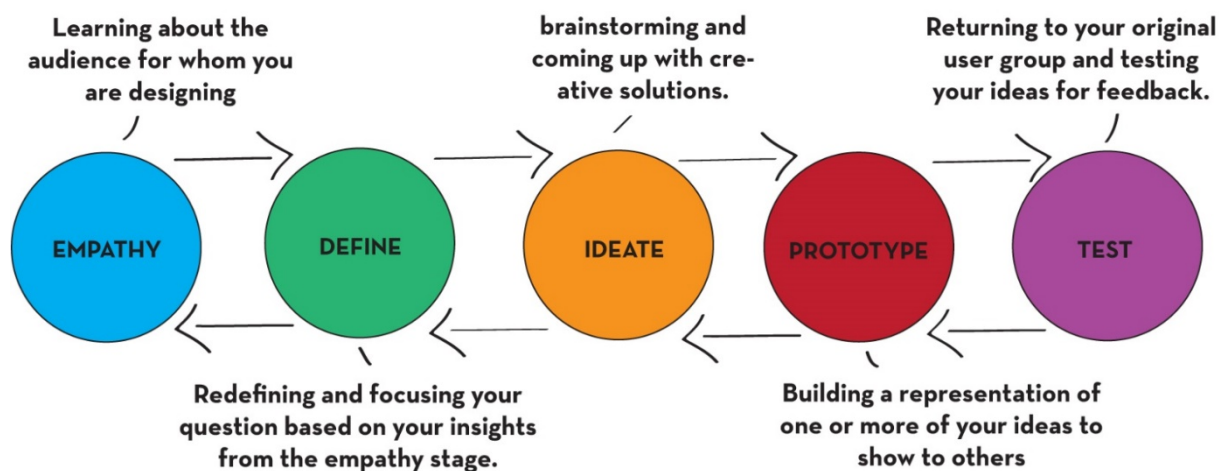 Learning about the
audience for whom you
are designing
brainstorming and
coming up with cre-
ative solutions.
Returning to your original
user group and testing
your ideas for feedback.
EMPATHY
DEFINE
IDEATE
PROTOTYPE
TEST
Redefining and focusing your
question based on your insights
from the empathy stage.
Building a representation of
one or more of your ideas to
show to others